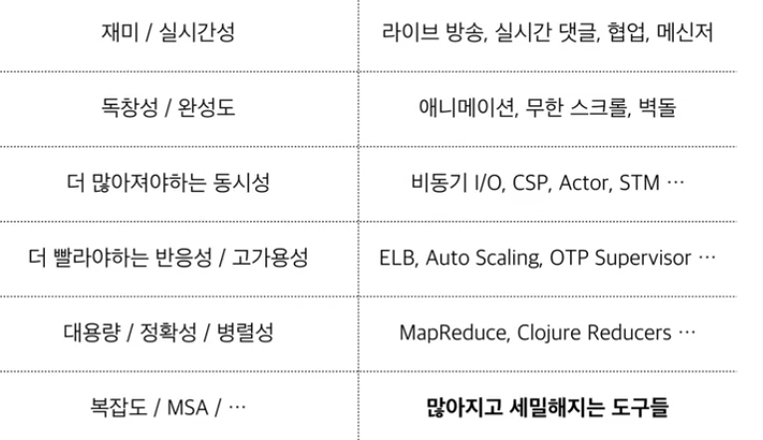 재미 / 실시간성 라이브 방송, 실시간 댓글, 협업, 메신저
독창성 / 완성도 애니메이션, 무한 스크롤, 벽돌
더 많아져야하는 동시성 비동기 I/O, CSP, Actor, STM ⋯
더 빨라야하는 반응성 / 고가용성 ELB, Auto Scaling, OTP Supervisor ⋯
대용량 / 정확성 / 병렬성 MapReduce, Clojure Reducers ⋯
복잡도 / MSA / ⋯ 많아지고 세밀해지는 도구들